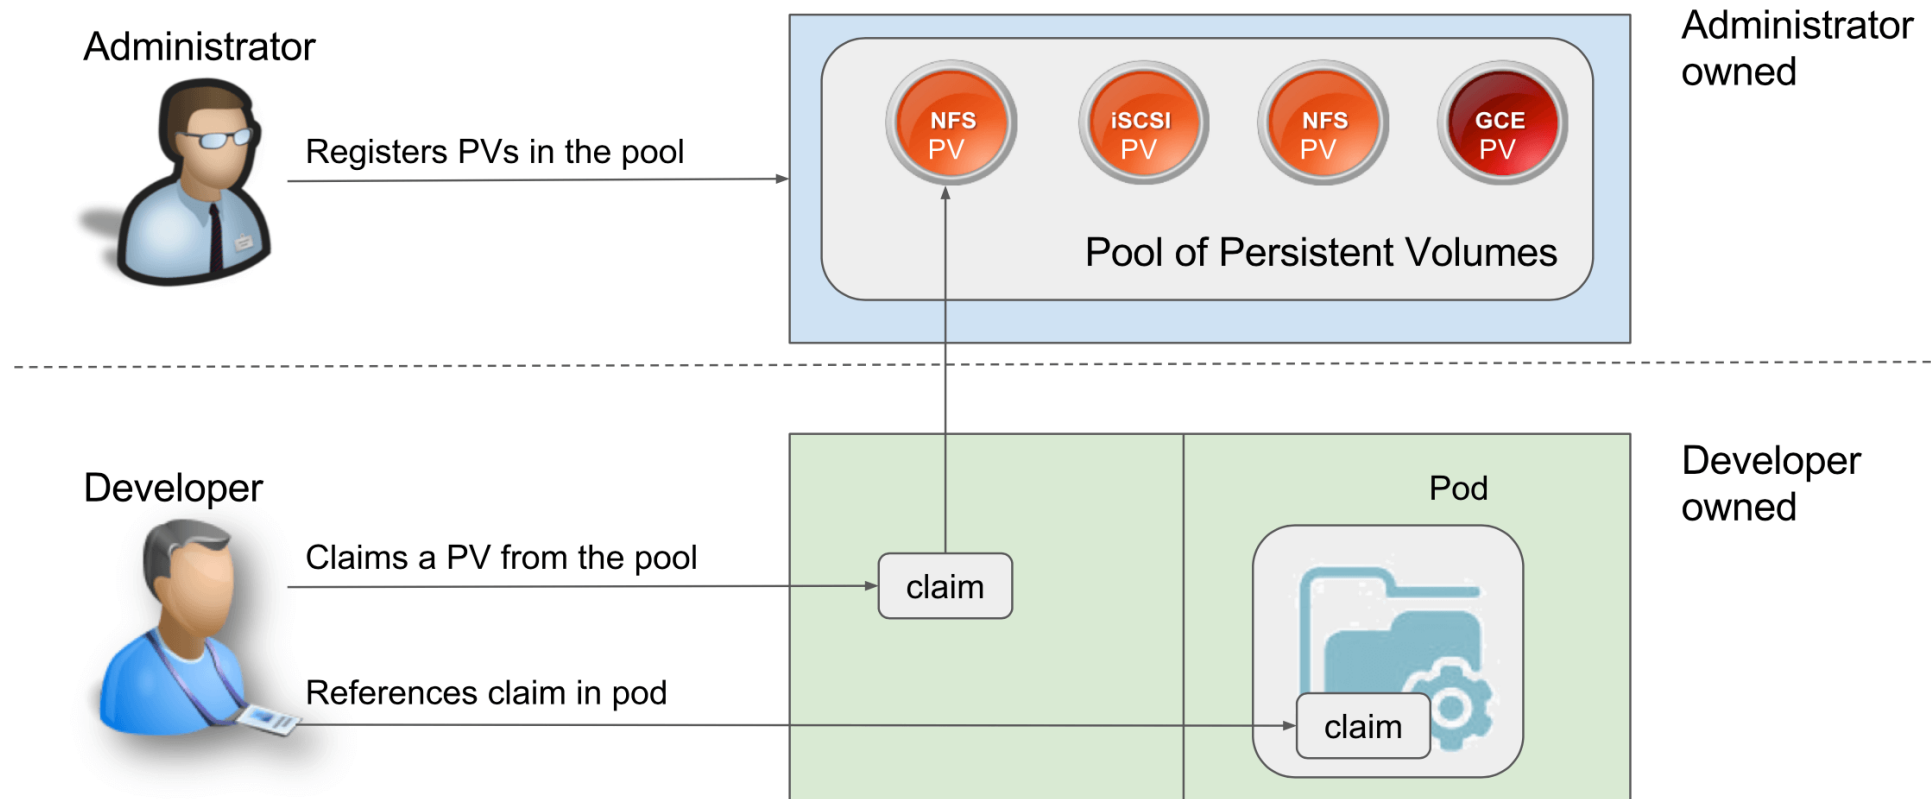 Administrator
Registers PVs in the pool
NFS
PV
iSCSI
PV
NFS
PV
GCE
PV
Pool of Persistent Volumes
Administrator
owned
Developer
Claims a PV from the pool
References claim in pod
claim
Pod
claim
Developer
owned